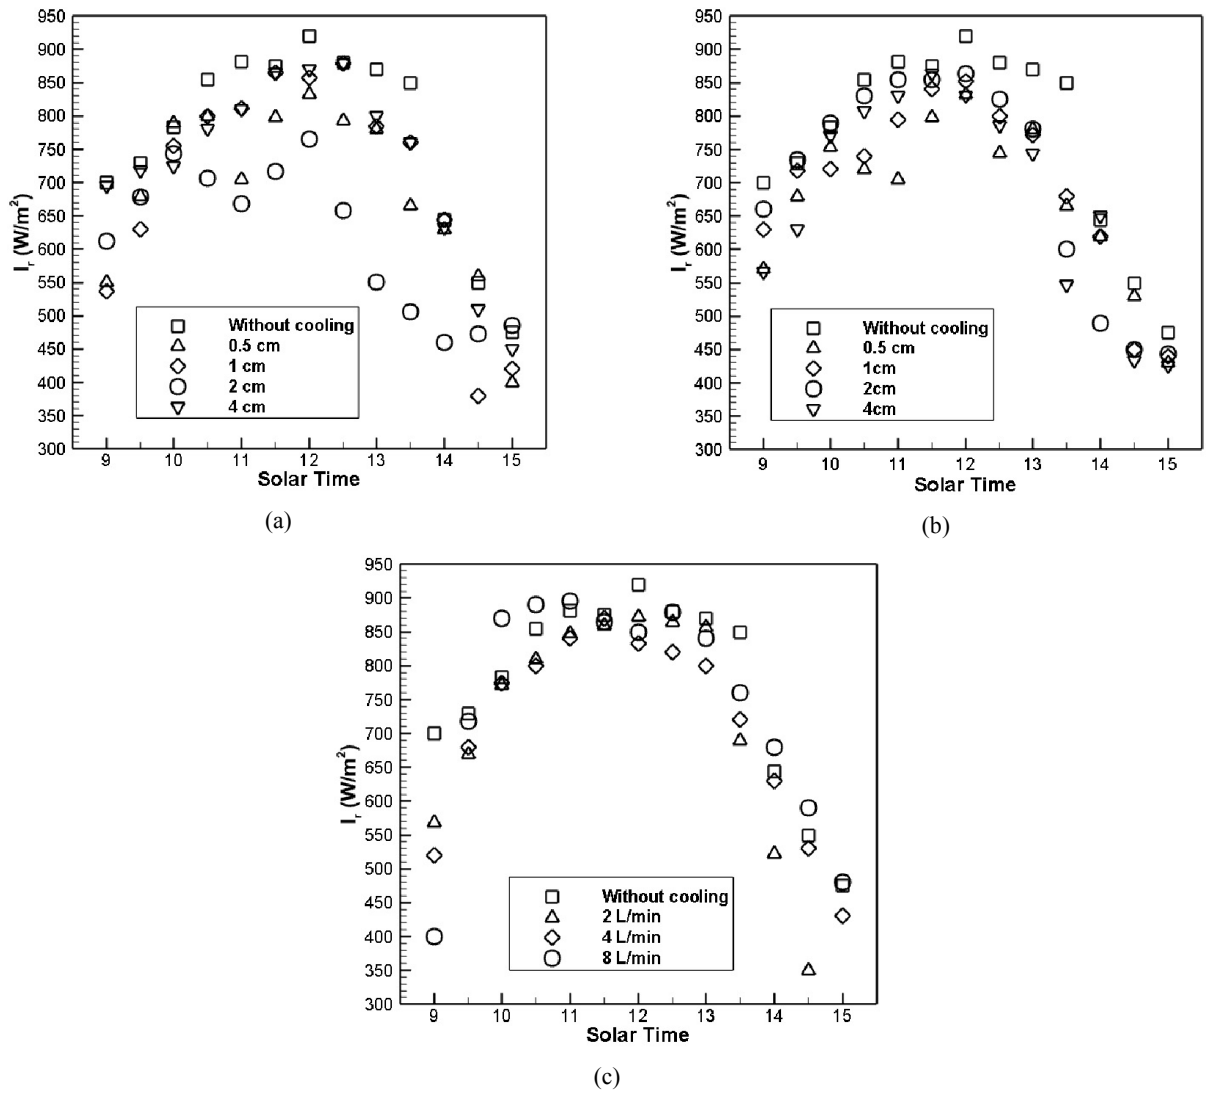 950
900
850
800
750
700
650
600
550
500
450
400
350
300
I_r (W/m²)
Without cooling
0.5 cm
1 cm
2 cm
4 cm
9 10 11 12 13 14 15
Solar Time
(a)
950
900
850
800
750
700
650
600
550
500
450
400
350
300
I_r (W/m²)
Without cooling
0.5 cm
1cm
2cm
4cm
9 10 11 12 13 14 15
Solar Time
(b)
950
900
850
800
750
700
650
600
550
500
450
400
350
300
I_r (W/m²)
Without cooling
2 L/min
4 L/min
8 L/min
9 10 11 12 13 14 15
Solar Time
(c)